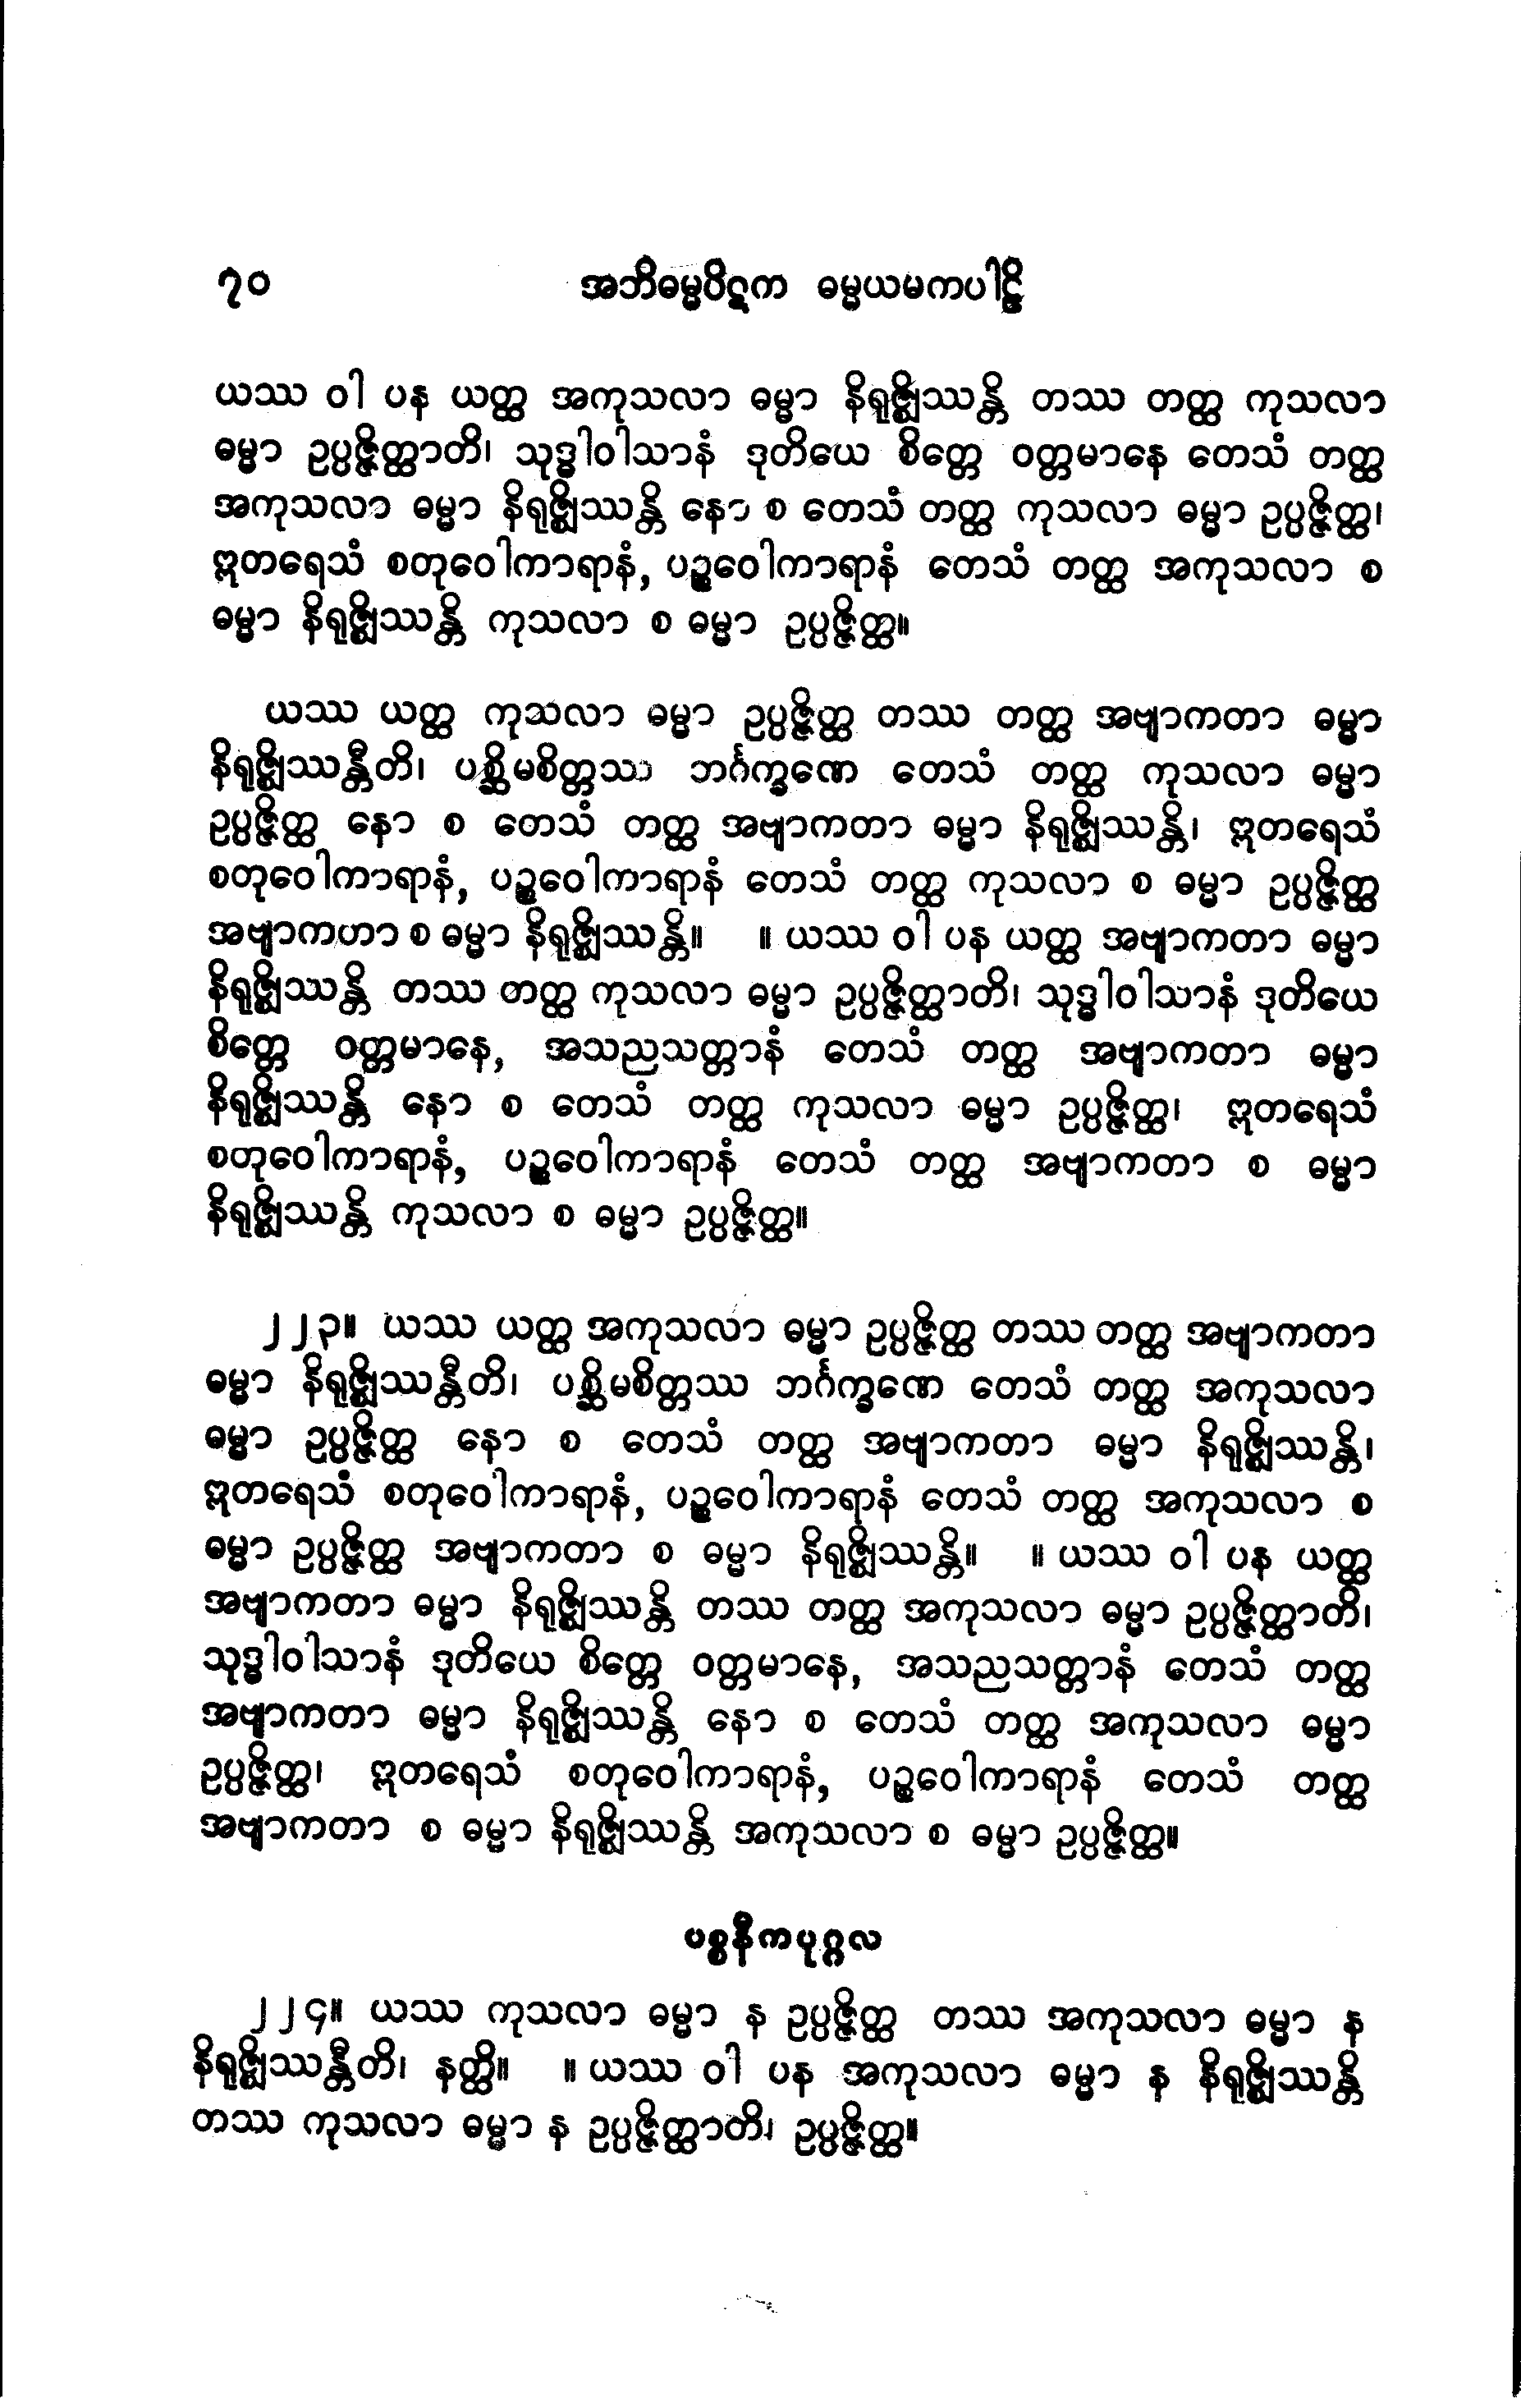 ၇၀ အဘိဓမ္မပိဋက ဓမ္မယမကပါဠိ
ယဿ ဝါ ပန ယတ္ထ အကုသလာ ဓမ္မာ နိရုဇ္ဈိဿန္တိ တဿ တတ္ထ ကုသလာ
ဓမ္မာ ဥပ္ပဇ္ဇိတ္ထာတိ၊ သုဒ္ဓါဝါသာနံ ဒုတိယေ စိတ္တေ ဝတ္တမာနေ တေသံ တတ္ထ
အကုသလာ ဓမ္မာ နိရုဇ္ဈိဿန္တိ နော စ တေသံ တတ္ထ ကုသလာ ဓမ္မာ ဥပ္ပဇ္ဇိတ္ထ၊
ဣတရေသံ စတုဝေါကာရာနံ, ပဉ္စဝေါကာရာနံ တေသံ တတ္ထ အကုသလာ စ
ဓမ္မာ နိရုဇ္ဈိဿန္တိ ကုသလာ စ ဓမ္မာ ဥပ္ပဇ္ဇိတ္ထ။
ယဿ ယတ္ထ ကုသလာ ဓမ္မာ ဥပ္ပဇ္ဇိတ္ထ တဿ တတ္ထ အဗျာကတာ ဓမ္မာ
နိရုဇ္ဈိဿန္တီတိ၊ ပစ္ဆိမစိတ္တဿ ဘင်္ဂက္ခဏေ တေသံ တတ္ထ ကုသလာ ဓမ္မာ
ဥပ္ပဇ္ဇိတ္ထ နော စ တေသံ တတ္ထ အဗျာကတာ ဓမ္မာ နိရုဇ္ဈိဿန္တိ၊ ဣတရေသံ
စတုဝေါကာရာနံ, ပဉ္စဝေါကာရာနံ တေသံ တတ္ထ ကုသလာ စ ဓမ္မာ ဥပ္ပဇ္ဇိတ္ထ
အဗျာကတာ စ ဓမ္မာ နိရုဇ္ဈိဿန္တိ။ ။ ယဿ ဝါ ပန ယတ္ထ အဗျာကတာ ဓမ္မာ
နိရုဇ္ဈိဿန္တိ တဿ တတ္ထ ကုသလာ ဓမ္မာ ဥပ္ပဇ္ဇိတ္ထာတိ၊ သုဒ္ဓါဝါသာနံ ဒုတိယေ
စိတ္တေ ဝတ္တမာနေ, အသညသတ္တာနံ တေသံ တတ္ထ အဗျာကတာ ဓမ္မာ
နိရုဇ္ဈိဿန္တိ နော စ တေသံ တတ္ထ ကုသလာ ဓမ္မာ ဥပ္ပဇ္ဇိတ္ထ၊ ဣတရေသံ
စတုဝေါကာရာနံ, ပဉ္စဝေါကာရာနံ တေသံ တတ္ထ အဗျာကတာ စ ဓမ္မာ
နိရုဇ္ဈိဿန္တိ ကုသလာ စ ဓမ္မာ ဥပ္ပဇ္ဇိတ္ထ။
၂၂၃။ ယဿ ယတ္ထ အကုသလာ ဓမ္မာ ဥပ္ပဇ္ဇိတ္ထ တဿ တတ္ထ အဗျာကတာ
ဓမ္မာ နိရုဇ္ဈိဿန္တီတိ၊ ပစ္ဆိမစိတ္တဿ ဘင်္ဂက္ခဏေ တေသံ တတ္ထ အကုသလာ
ဓမ္မာ ဥပ္ပဇ္ဇိတ္ထ နော စ တေသံ တတ္ထ အဗျာကတာ ဓမ္မာ နိရုဇ္ဈိဿန္တိ၊
ဣတရေသံ စတုဝေါကာရာနံ, ပဉ္စဝေါကာရာနံ တေသံ တတ္ထ အကုသလာ စ
ဓမ္မာ ဥပ္ပဇ္ဇိတ္ထ အဗျာကတာ စ ဓမ္မာ နိရုဇ္ဈိဿန္တိ။ ။ ယဿ ဝါ ပန ယတ္ထ
အဗျာကတာ ဓမ္မာ နိရုဇ္ဈိဿန္တိ တဿ တတ္ထ အကုသလာ ဓမ္မာ ဥပ္ပဇ္ဇိတ္ထာတိ၊
သုဒ္ဓါဝါသာနံ ဒုတိယေ စိတ္တေ ဝတ္တမာနေ, အသညသတ္တာနံ တေသံ တတ္ထ
အဗျာကတာ ဓမ္မာ နိရုဇ္ဈိဿန္တိ နော စ တေသံ တတ္ထ အကုသလာ ဓမ္မာ
ဥပ္ပဇ္ဇိတ္ထ၊ ဣတရေသံ စတုဝေါကာရာနံ, ပဉ္စဝေါကာရာနံ တေသံ တတ္ထ
အဗျာကတာ စ ဓမ္မာ နိရုဇ္ဈိဿန္တိ အကုသလာ စ ဓမ္မာ ဥပ္ပဇ္ဇိတ္ထ။
ပစ္စနီကပုဂ္ဂလ
၂၂၄။ ယဿ ကုသလာ ဓမ္မာ န ဥပ္ပဇ္ဇိတ္ထ တဿ အကုသလာ ဓမ္မာ န
နိရုဇ္ဈိဿန္တီတိ၊ နတ္ထိ။ ။ ယဿ ဝါ ပန အကုသလာ ဓမ္မာ န နိရုဇ္ဈိဿန္တိ
တဿ ကုသလာ ဓမ္မာ န ဥပ္ပဇ္ဇိတ္ထာတိ၊ ဥပ္ပဇ္ဇိတ္ထ။